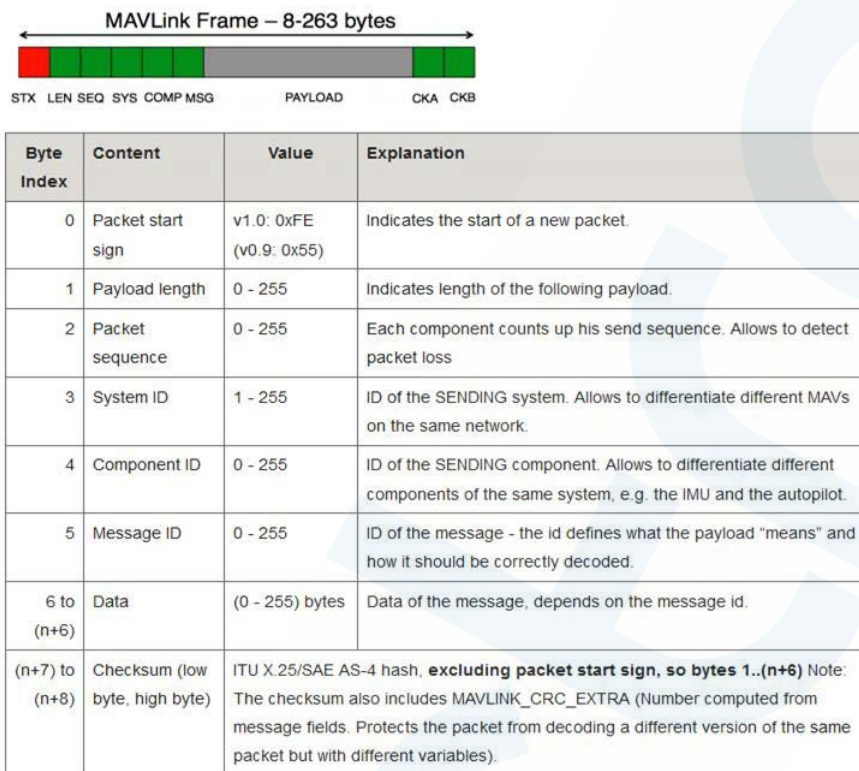 MAVLink Frame – 8-263 bytes
STX LEN SEQ SYS COMP MSG PAYLOAD CKA CKB
Byte Index Content Value Explanation
0 Packet start sign v1.0: 0xFE (v0.9: 0x55) Indicates the start of a new packet.
1 Payload length 0 - 255 Indicates length of the following payload.
2 Packet sequence 0 - 255 Each component counts up his send sequence. Allows to detect
packet loss
3 System ID 1 - 255 ID of the SENDING system. Allows to differentiate different MAVs
on the same network.
4 Component ID 0 - 255 ID of the SENDING component. Allows to differentiate different
components of the same system, e.g. the IMU and the autopilot.
5 Message ID 0 - 255 ID of the message - the id defines what the payload “means” and
how it should be correctly decoded.
6 to (n+6) Data (0 - 255) bytes Data of the message, depends on the message id.
(n+7) to (n+8) Checksum (low byte, high byte) ITU X.25/SAE AS-4 hash, excluding packet start sign, so bytes 1..(n+6) Note:
The checksum also includes MAVLINK_CRC_EXTRA (Number computed from
message fields. Protects the packet from decoding a different version of the same
packet but with different variables).